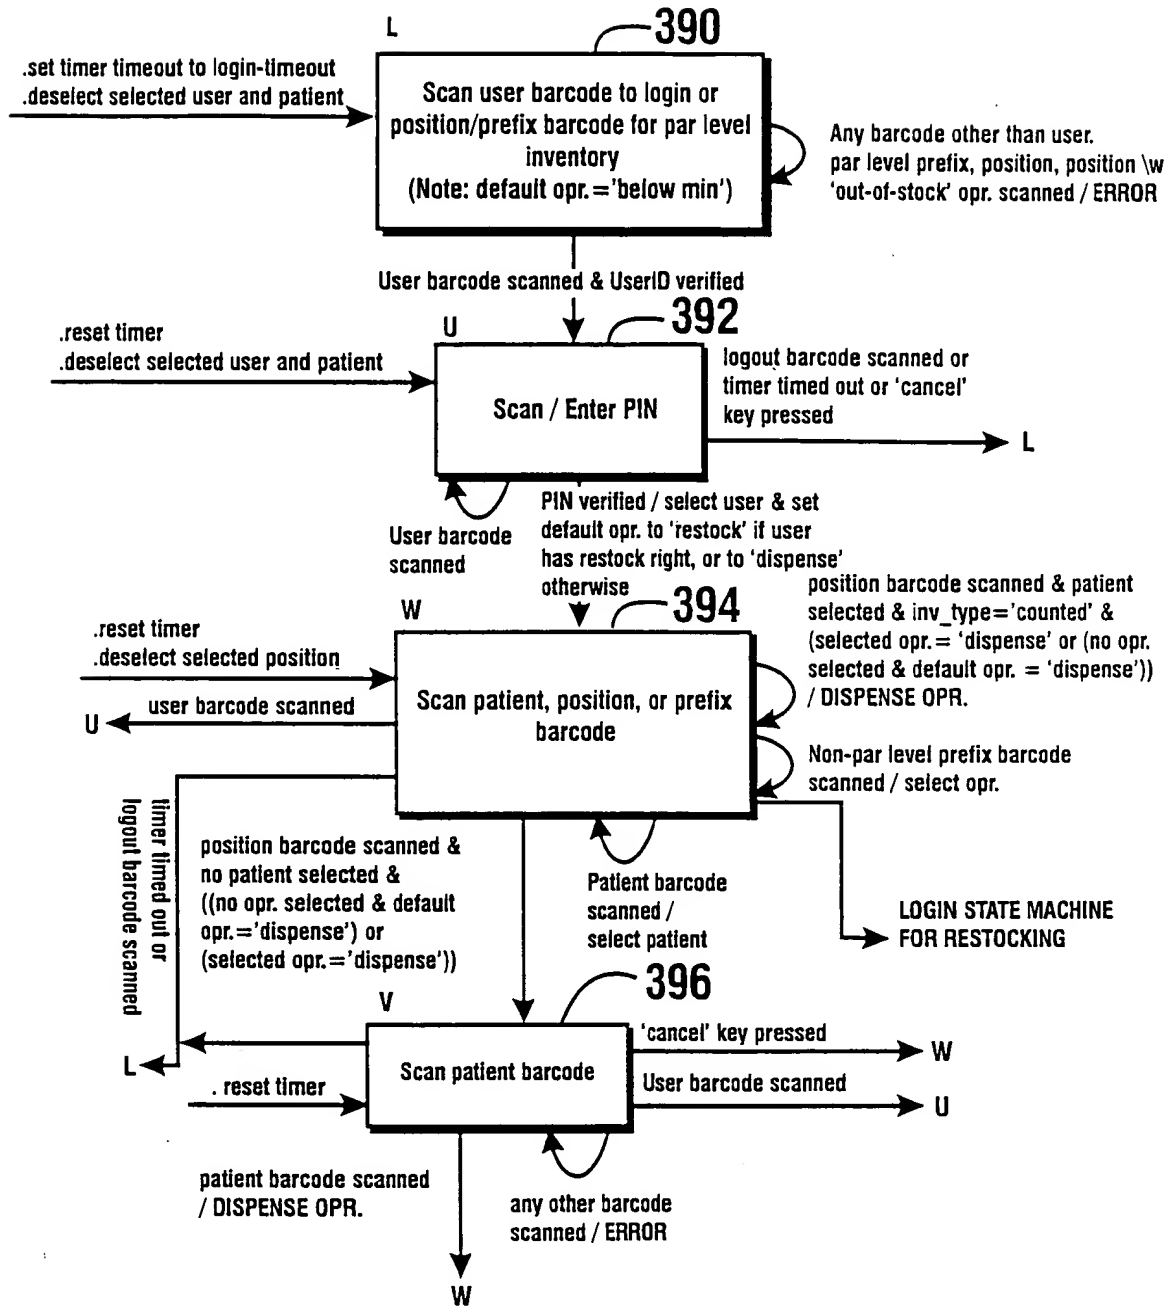 L
390
.set timer timeout to login-timeout
.deselect selected user and patient
Scan user barcode to login or
position/prefix barcode for par level
inventory
(Note: default opr.='below min')
Any barcode other than user.
par level prefix, position, position \w
'out-of-stock' opr. scanned / ERROR
User barcode scanned & UserID verified
U
392
.reset timer
.deselect selected user and patient
Scan / Enter PIN
logout barcode scanned or
timer timed out or 'cancel'
key pressed
L
User barcode
scanned
PIN verified / select user & set
default opr. to 'restock' if user
has restock right, or to 'dispense'
otherwise
W
394
.reset timer
.deselect selected position
Scan patient, position, or prefix
barcode
position barcode scanned & patient
selected & inv_type='counted' &
(selected opr.= 'dispense' or (no opr.
selected & default opr. = 'dispense'))
/ DISPENSE OPR.
user barcode scanned
U
Non-par level prefix barcode
scanned / select opr.
timer timed out or
logout barcode scanned
position barcode scanned &
no patient selected &
((no opr. selected & default
opr.='dispense') or
(selected opr.='dispense'))
Patient barcode
scanned /
select patient
LOGIN STATE MACHINE
FOR RESTOCKING
V
396
L
Scan patient barcode
. reset timer
'cancel' key pressed
W
User barcode scanned
U
patient barcode scanned
/ DISPENSE OPR.
any other barcode
scanned / ERROR
W